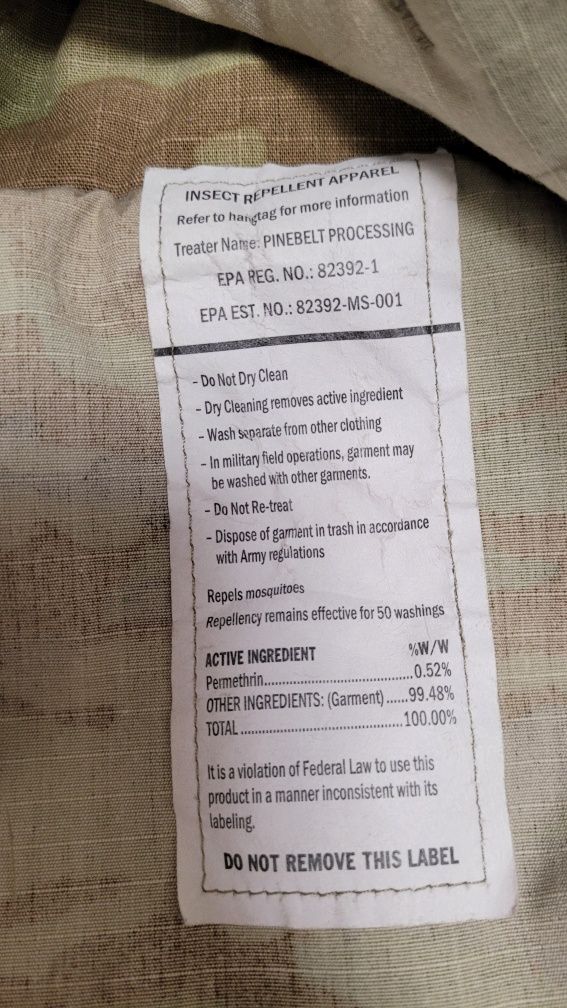 INSECT REPELLENT APPAREL
Refer to hangtag for more information
Treater Name: PINEBELT PROCESSING
EPA REG. NO.: 82392-1
EPA EST. NO.: 82392-MS-001
- Do Not Dry Clean
- Dry Cleaning removes active ingredient
- Wash separate from other clothing
- In military field operations, garment may
be washed with other garments.
- Do Not Re-treat
- Dispose of garment in trash in accordance
with Army regulations
Repels mosquitoes
Repellency remains effective for 50 washings
ACTIVE INGREDIENT %W/W
Permethrin......................................0.52%
OTHER INGREDIENTS: (Garment) ......99.48%
TOTAL .........................................100.00%
It is a violation of Federal Law to use this
product in a manner inconsistent with its
labeling.
DO NOT REMOVE THIS LABEL